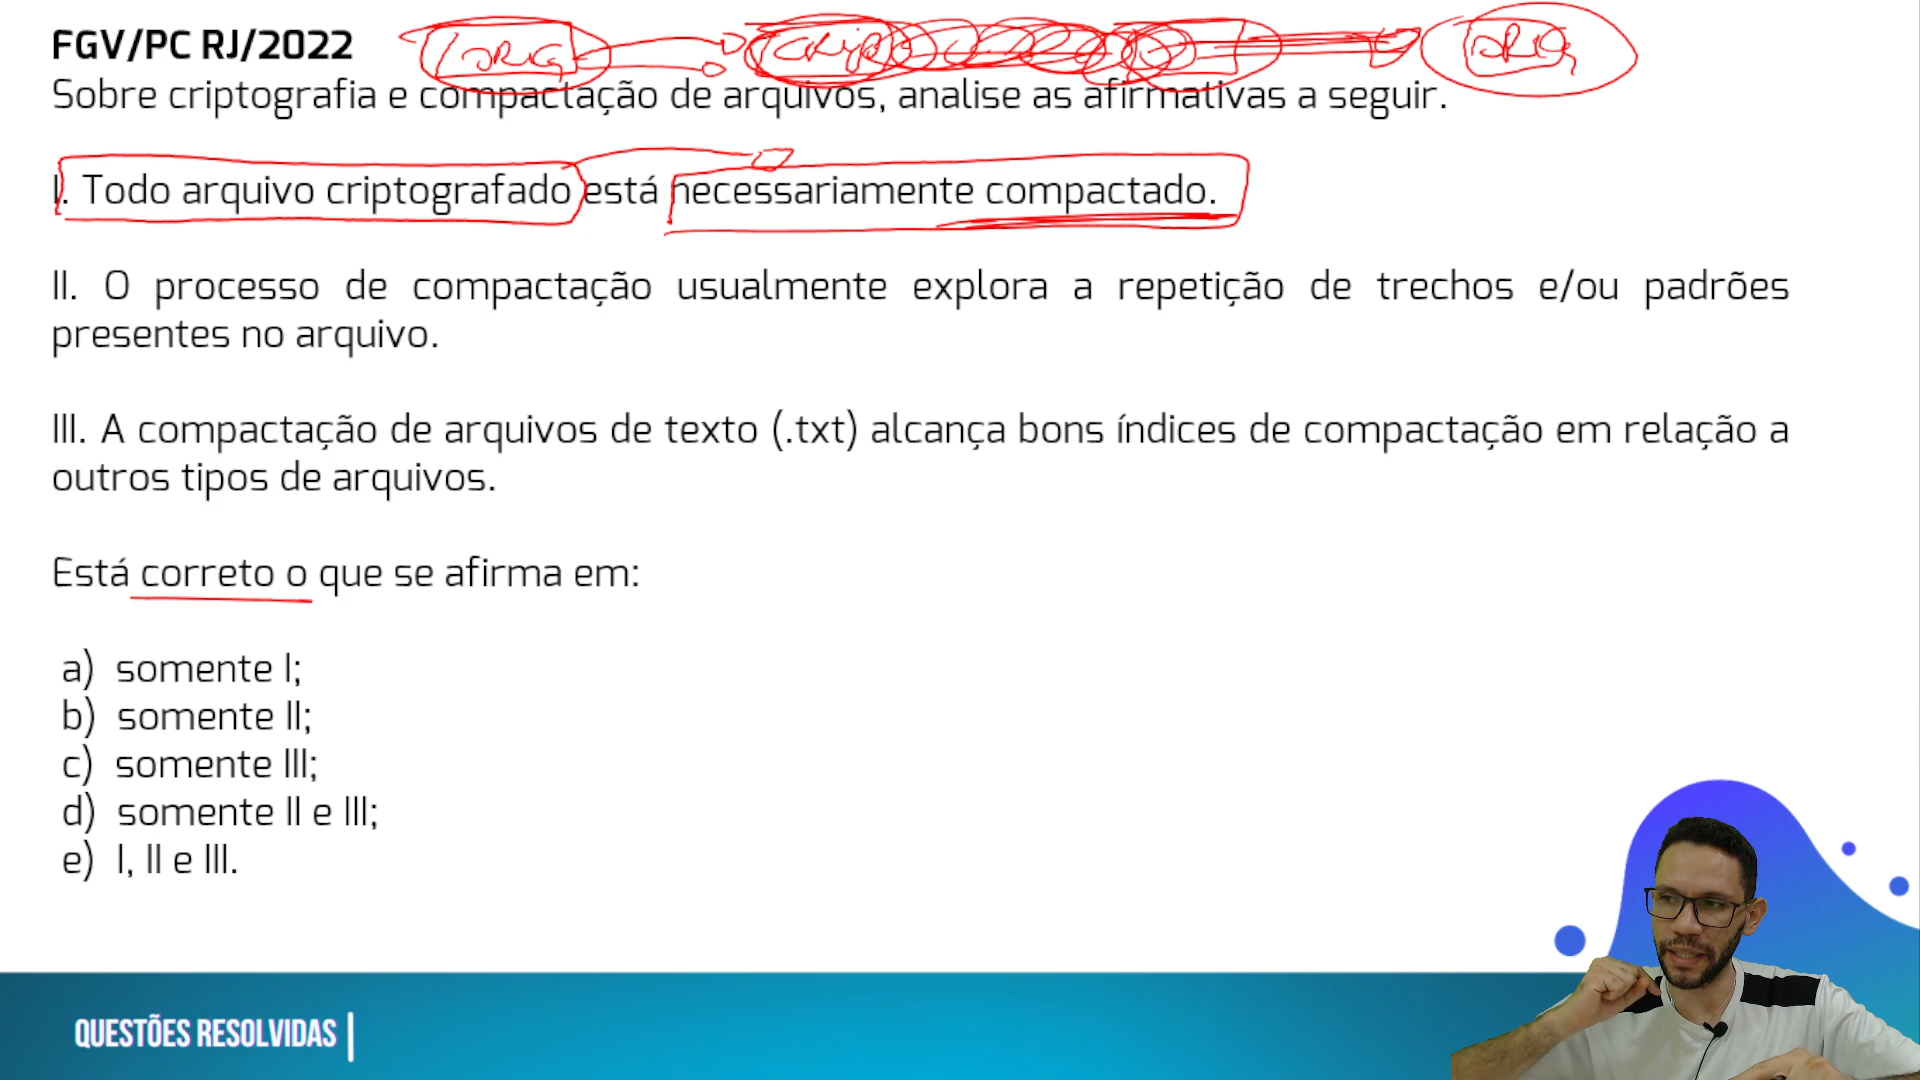 FGV/PC RJ/2022
ORIG
CRIP
ORIG
Sobre criptografia e compactação de arquivos, analise as afirmativas a seguir.
I. Todo arquivo criptografado está necessariamente compactado.
II. O processo de compactação usualmente explora a repetição de trechos e/ou padrões
presentes no arquivo.
III. A compactação de arquivos de texto (.txt) alcança bons índices de compactação em relação a
outros tipos de arquivos.
Está correto o que se afirma em:
a) somente I;
b) somente II;
c) somente III;
d) somente II e III;
e) I, II e III.
QUESTÕES RESOLVIDAS